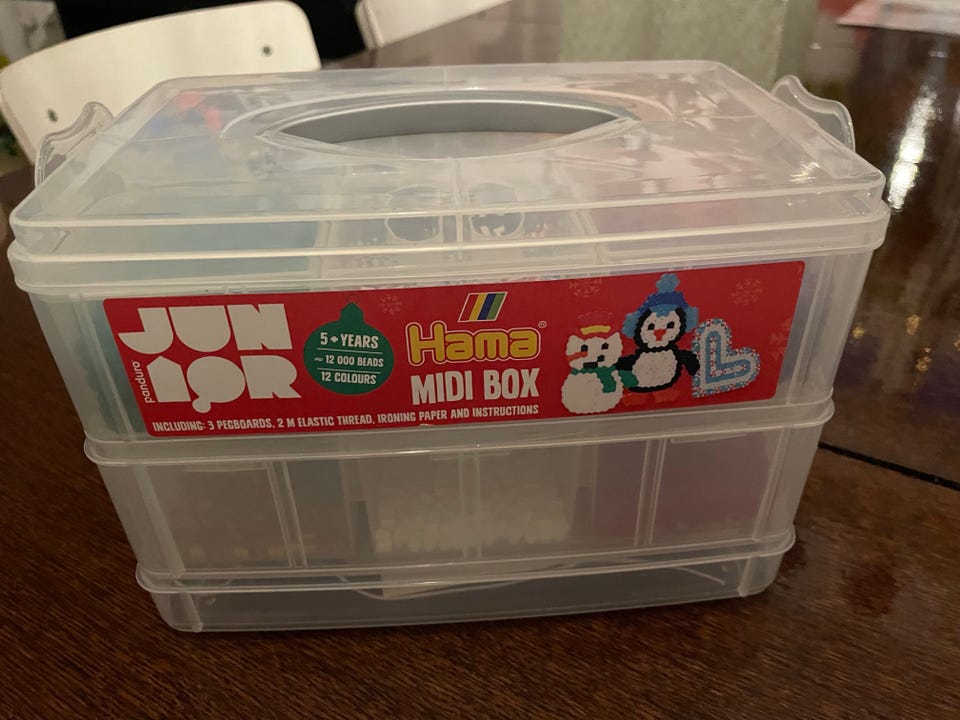 JUN
IOR
panduro
5+ YEARS
≈ 12 000 BEADS
12 COLOURS
Hama®
MIDI BOX
INCLUDING: 3 PEGBOARDS, 2 M ELASTIC THREAD, IRONING PAPER AND INSTRUCTIONS